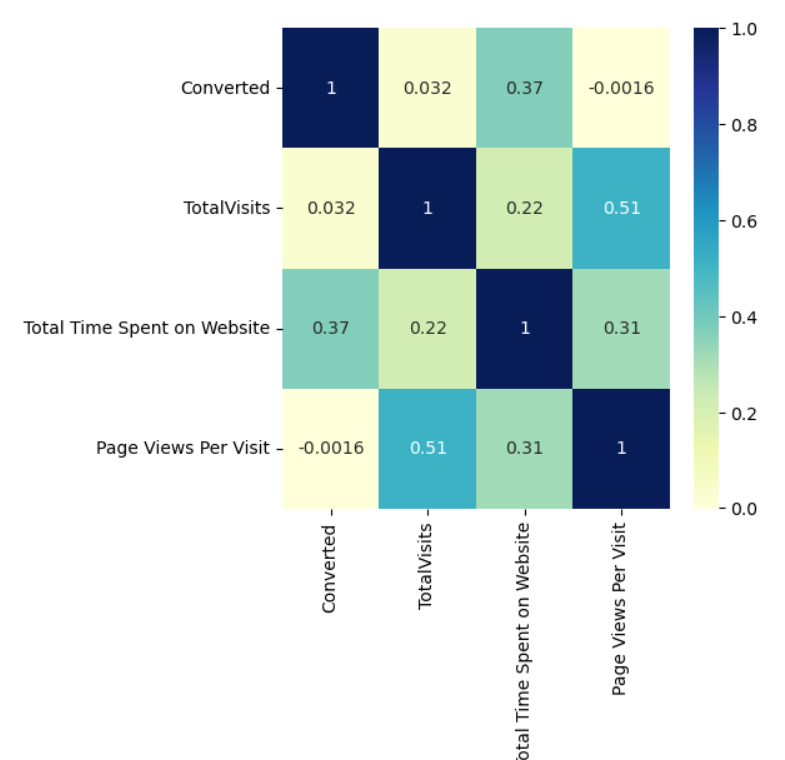 1.0
Converted 1 0.032 0.37 -0.0016
0.8
TotalVisits 0.032 1 0.22 0.51
0.6
0.4
Total Time Spent on Website 0.37 0.22 1 0.31
0.2
Page Views Per Visit -0.0016 0.51 0.31 1
0.0
Converted
TotalVisits
otal Time Spent on Website
Page Views Per Visit